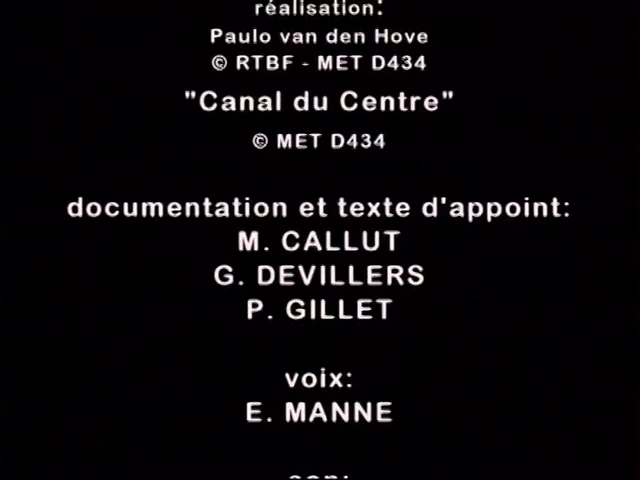 réalisation:
Paulo van den Hove
© RTBF - MET D434
"Canal du Centre"
© MET D434
documentation et texte d'appoint:
M. CALLUT
G. DEVILLERS
P. GILLET
voix:
E. MANNE